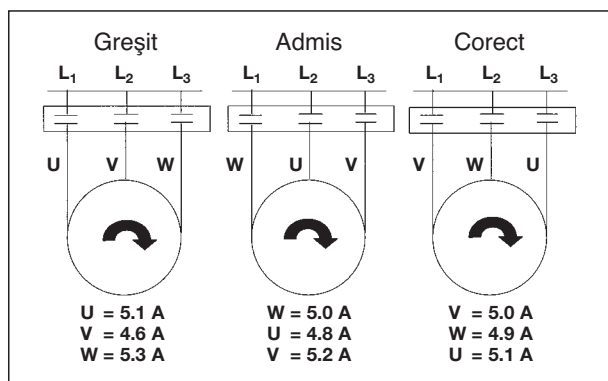 Greşit Admis Corect
L₁ L₂ L₃ L₁ L₂ L₃ L₁ L₂ L₃
U V W W U V V W U
U = 5.1 A W = 5.0 A V = 5.0 A
V = 4.6 A U = 4.8 A W = 4.9 A
W = 5.3 A V = 5.2 A U = 5.1 A